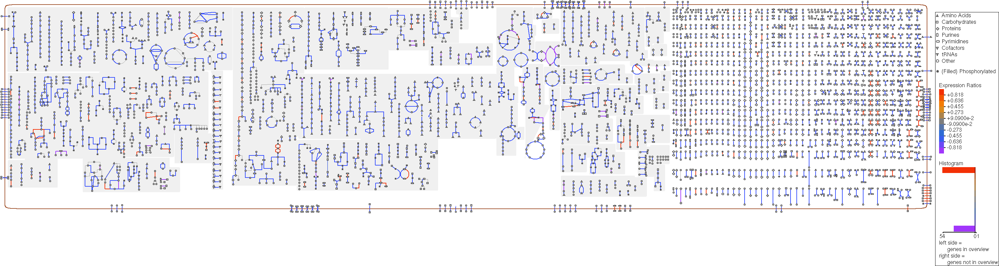 Amino Acids
Carbohydrates
Proteins
Purines
Pyrimidines
Cofactors
tRNAs
Other
(Filled) Phosphorylated
Expression Ratios
+0.818
+0.636
+0.455
+0.273
+9.0900e-2
-9.0900e-2
-0.273
-0.455
-0.636
-0.818
Histogram
54 01
left side =
genes in overview
right side =
genes not in overview